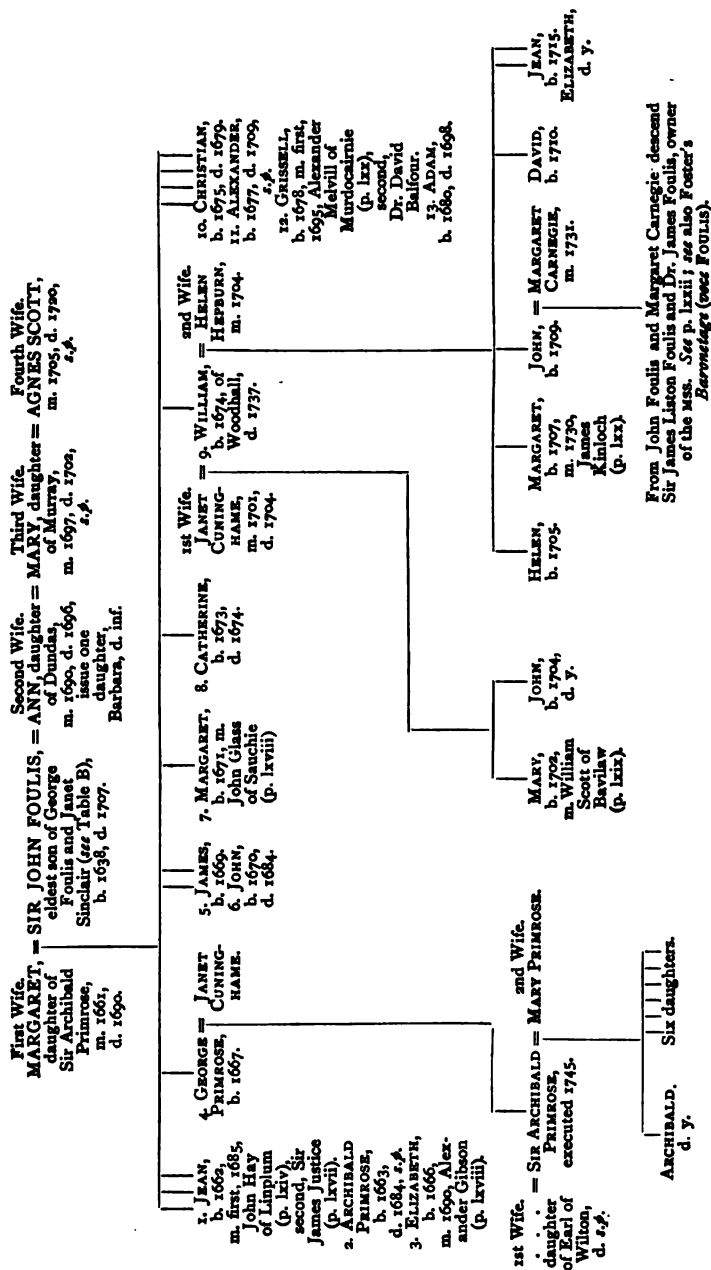 First Wife.
MARGARET,
daughter of
Sir Archibald
Primrose,
m. 1661,
d. 1690.
= SIR JOHN FOULIS, =
eldest son of George
Foulis and Janet
Sinclair (see Table B),
b. 1638, d. 1707.
Second Wife.
ANN, daughter
of Dundas,
m. 1690, d. 1696,
issue one
daughter,
Barbara, d. inf.
Third Wife.
= MARY, daughter
of Murray,
m. 1697, d. 1702,
s.p.
Fourth Wife.
= AGNES SCOTT,
m. 1705, d. 1720,
s.p.
1. JEAN,
b. 1662,
m. first, 1685,
John Hay
of Linplum
(p. lxiv),
second, Sir
James Justice
(p. lxvii).
2. ARCHIBALD
PRIMROSE,
b. 1663,
d. 1684, s.p.
3. ELIZABETH,
b. 1666,
m. 1690, Alex-
ander Gibson
(p. lxviii).
4. GEORGE
PRIMROSE,
b. 1667.
= JANET
CUNING-
HAME.
5. JAMES,
b. 1669.
6. JOHN,
b. 1670,
d. 1684.
7. MARGARET,
b. 1671, m.
John Glass
of Sauchie
(p. lxviii)
8. CATHERINE,
b. 1673,
d. 1674.
1st Wife.
JANET
CUNING-
HAME,
m. 1701,
d. 1704.
= 9. WILLIAM,
b. 1674, of
Woodhall,
d. 1737.
2nd Wife.
= HELEN
HEPBURN,
m. 1704.
10. CHRISTIAN,
b. 1675, d. 1679.
11. ALEXANDER,
b. 1677, d. 1709,
s.p.
12. GRISSELL,
b. 1678, m. first,
1695, Alexander
Melvill of
Murdocairnie
(p. lxx),
second,
Dr. David
Balfour.
13. ADAM,
b. 1680, d. 1698.
1st Wife.
. . .
daughter
of Earl of
Wilton,
d. s.p.
= SIR ARCHIBALD
PRIMROSE,
executed 1745.
2nd Wife.
= MARY PRIMROSE.
MARY,
b. 1702,
m. William
Scott of
Bavilaw
(p. lxix).
JOHN,
b. 1704,
d. y.
HELEN,
b. 1705.
MARGARET,
b. 1707,
m. 1730,
James
Kinloch
(p. lxx).
JOHN,
b. 1709.
= MARGARET
CARNEGIE,
m. 1731.
DAVID,
b. 1710.
JEAN,
b. 1715.
ELIZABETH,
d. y.
ARCHIBALD.
d. y.
Six daughters.
From John Foulis and Margaret Carnegie descend
Sir James Liston Foulis and Dr. James Foulis, owner
of the MSS. See p. lxxii ; see also Foster's
Baronetage (voce FOULIS).